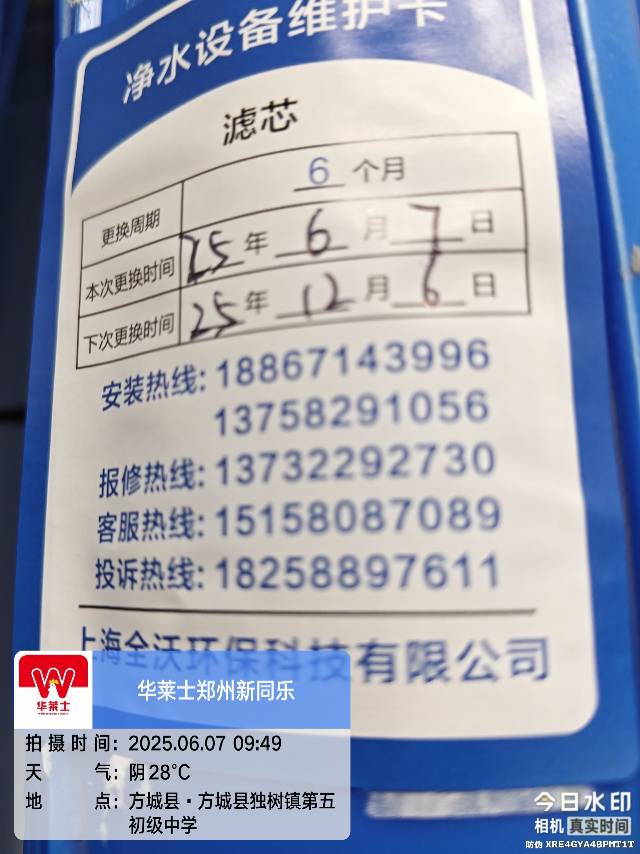 净水设备维护卡
滤芯
更换周期 6 个月
本次更换时间 25 年 6 月 7 日
下次更换时间 25 年 12 月 6 日
安装热线: 18867143996
13758291056
报修热线: 13732292730
客服热线: 15158087089
投诉热线: 18258897611
上海全沃环保科技有限公司
华莱士
华莱士郑州新同乐
拍摄时间: 2025.06.07 09:49
天气: 阴 28°C
地点: 方城县·方城县独树镇第五
初级中学
今日水印
相机 真实时间
防伪 XRE4GYA4BPMT1T